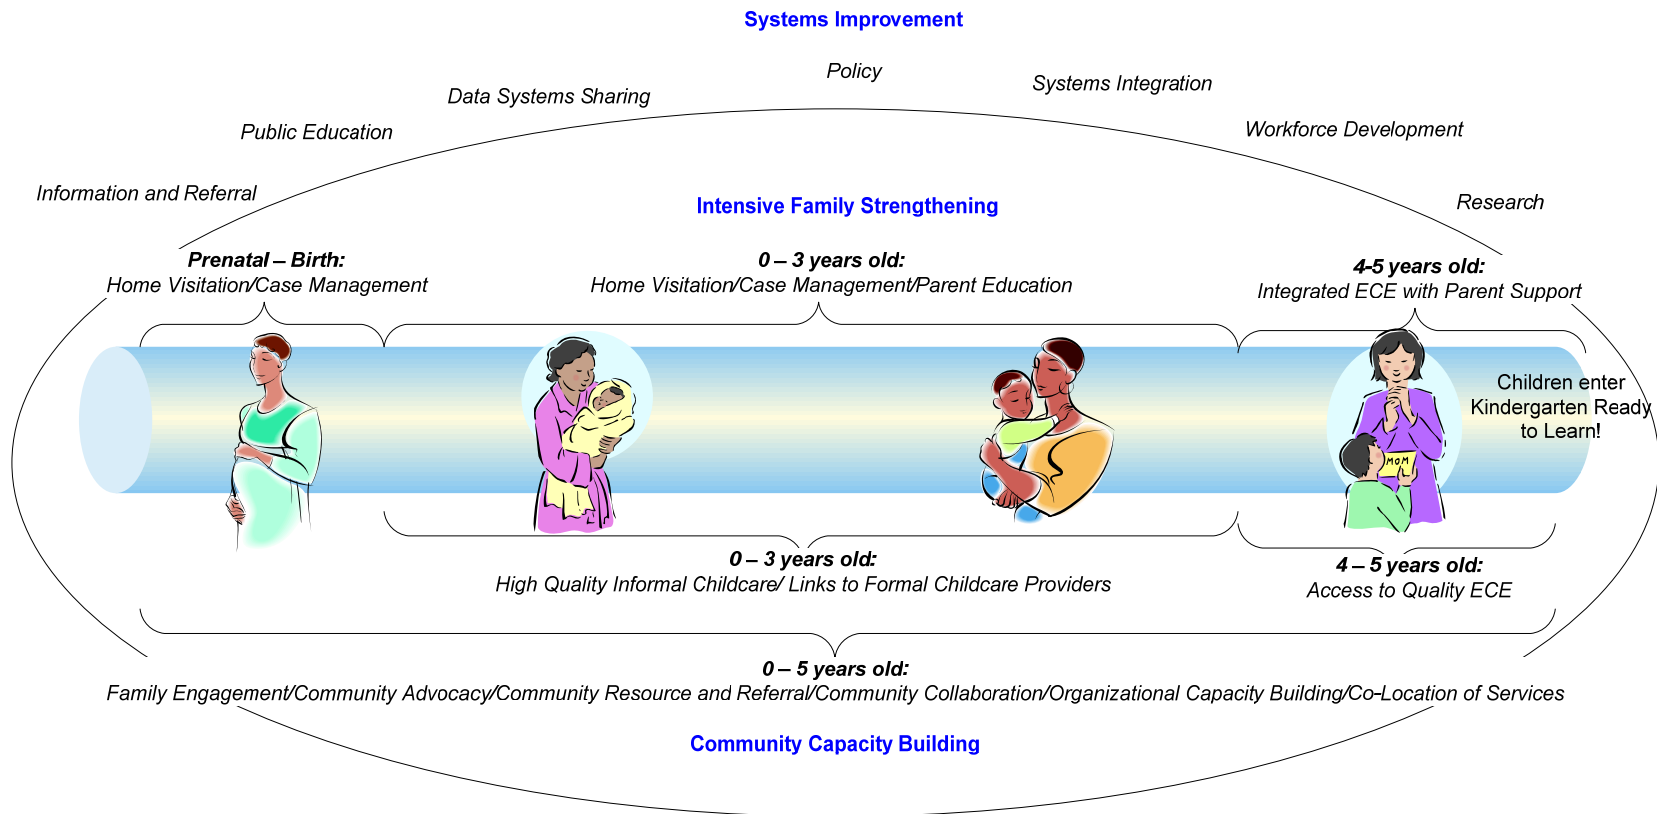 Systems Improvement
Policy
Data Systems Sharing
Systems Integration
Public Education
Workforce Development
Information and Referral
Research
Intensive Family Strengthening
Prenatal – Birth:
Home Visitation/Case Management
0 – 3 years old:
Home Visitation/Case Management/Parent Education
4-5 years old:
Integrated ECE with Parent Support
Children enter
Kindergarten Ready
to Learn!
MOM
0 – 3 years old:
High Quality Informal Childcare/ Links to Formal Childcare Providers
4 – 5 years old:
Access to Quality ECE
0 – 5 years old:
Family Engagement/Community Advocacy/Community Resource and Referral/Community Collaboration/Organizational Capacity Building/Co-Location of Services
Community Capacity Building